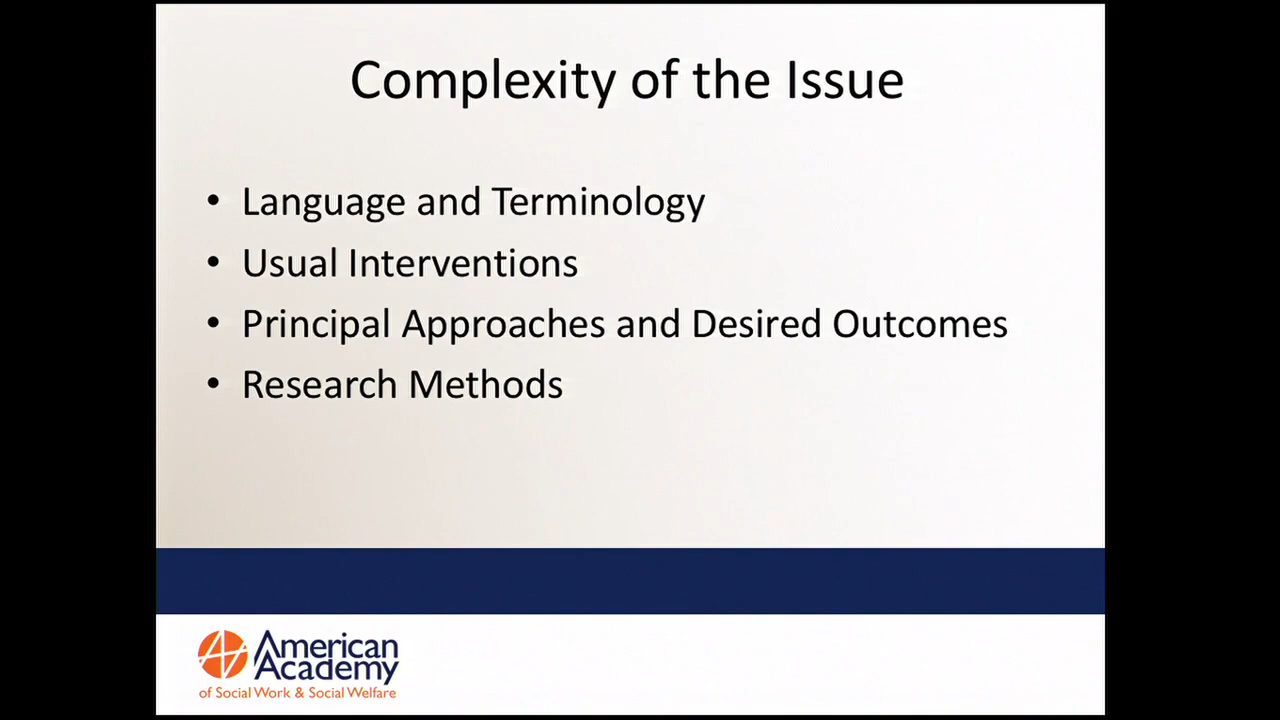 Complexity of the Issue
• Language and Terminology
• Usual Interventions
• Principal Approaches and Desired Outcomes
• Research Methods
American
Academy
of Social Work & Social Welfare